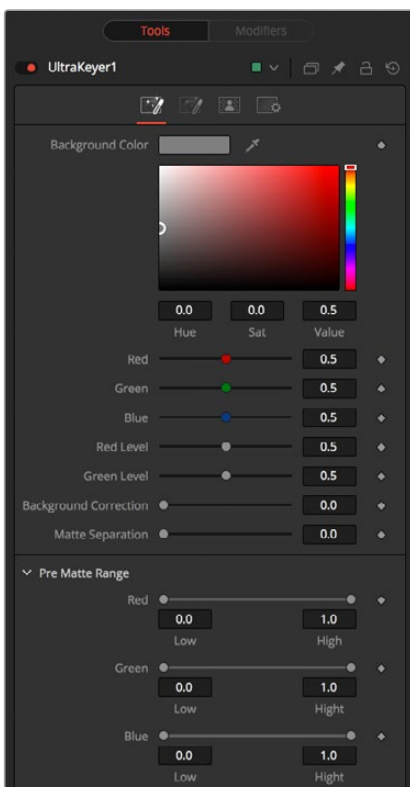 Tools Modifiers
UltraKeyer1
Background Color
0.0 0.0 0.5
Hue Sat Value
Red 0.5
Green 0.5
Blue 0.5
Red Level 0.5
Green Level 0.5
Background Correction 0.0
Matte Separation 0.0
Pre Matte Range
Red
0.0 1.0
Low High
Green
0.0 1.0
Low Hight
Blue
0.0 1.0
Low Hight